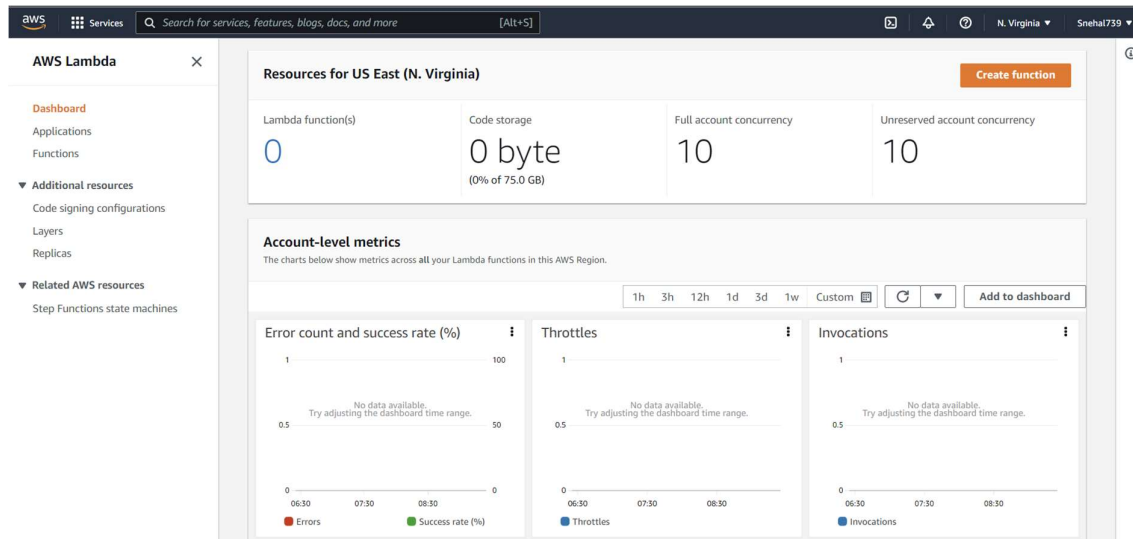 aws
Services
Search for services, features, blogs, docs, and more
[Alt+S]
N. Virginia ▼
Snehal739 ▼
AWS Lambda
Dashboard
Applications
Functions
▼ Additional resources
Code signing configurations
Layers
Replicas
▼ Related AWS resources
Step Functions state machines
Resources for US East (N. Virginia)
Create function
Lambda function(s)
0
Code storage
0 byte
(0% of 75.0 GB)
Full account concurrency
10
Unreserved account concurrency
10
Account-level metrics
The charts below show metrics across all your Lambda functions in this AWS Region.
1h 3h 12h 1d 3d 1w Custom
Add to dashboard
Error count and success rate (%)
1
100
No data available.
Try adjusting the dashboard time range.
0.5
50
0
0
06:30 07:30 08:30
Errors
Success rate (%)
Throttles
1
No data available.
Try adjusting the dashboard time range.
0.5
0
06:30 07:30 08:30
Throttles
Invocations
1
No data available.
Try adjusting the dashboard time range.
0.5
0
06:30 07:30 08:30
Invocations